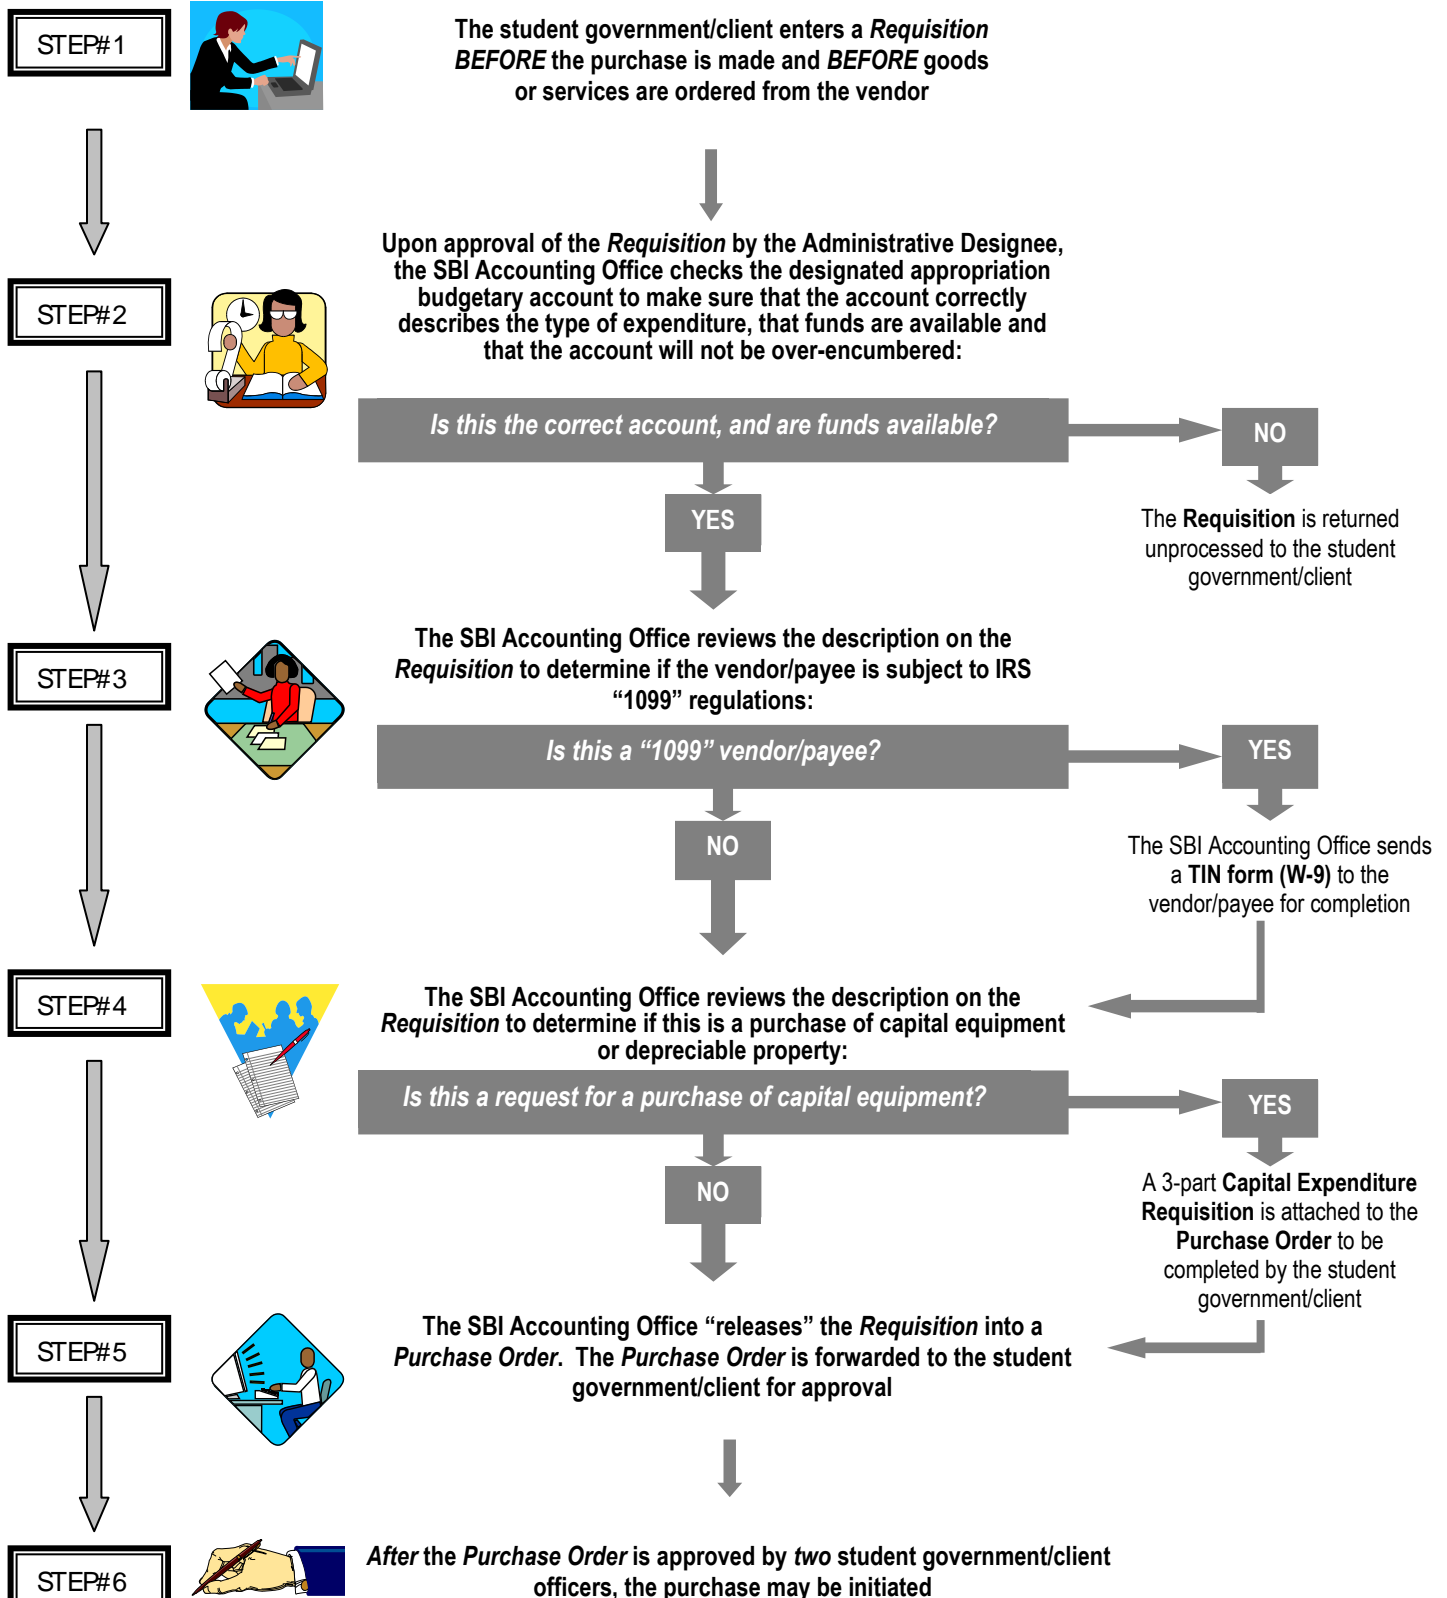 STEP#1
The student government/client enters a Requisition
BEFORE the purchase is made and BEFORE goods
or services are ordered from the vendor
STEP#2
Upon approval of the Requisition by the Administrative Designee,
the SBI Accounting Office checks the designated appropriation
budgetary account to make sure that the account correctly
describes the type of expenditure, that funds are available and
that the account will not be over-encumbered:
Is this the correct account, and are funds available?
NO
YES
The Requisition is returned
unprocessed to the student
government/client
STEP#3
The SBI Accounting Office reviews the description on the
Requisition to determine if the vendor/payee is subject to IRS
“1099” regulations:
Is this a “1099” vendor/payee?
YES
NO
The SBI Accounting Office sends
a TIN form (W-9) to the
vendor/payee for completion
STEP#4
The SBI Accounting Office reviews the description on the
Requisition to determine if this is a purchase of capital equipment
or depreciable property:
Is this a request for a purchase of capital equipment?
YES
NO
A 3-part Capital Expenditure
Requisition is attached to the
Purchase Order to be
completed by the student
government/client
STEP#5
The SBI Accounting Office “releases” the Requisition into a
Purchase Order. The Purchase Order is forwarded to the student
government/client for approval
STEP#6
After the Purchase Order is approved by two student government/client
officers, the purchase may be initiated